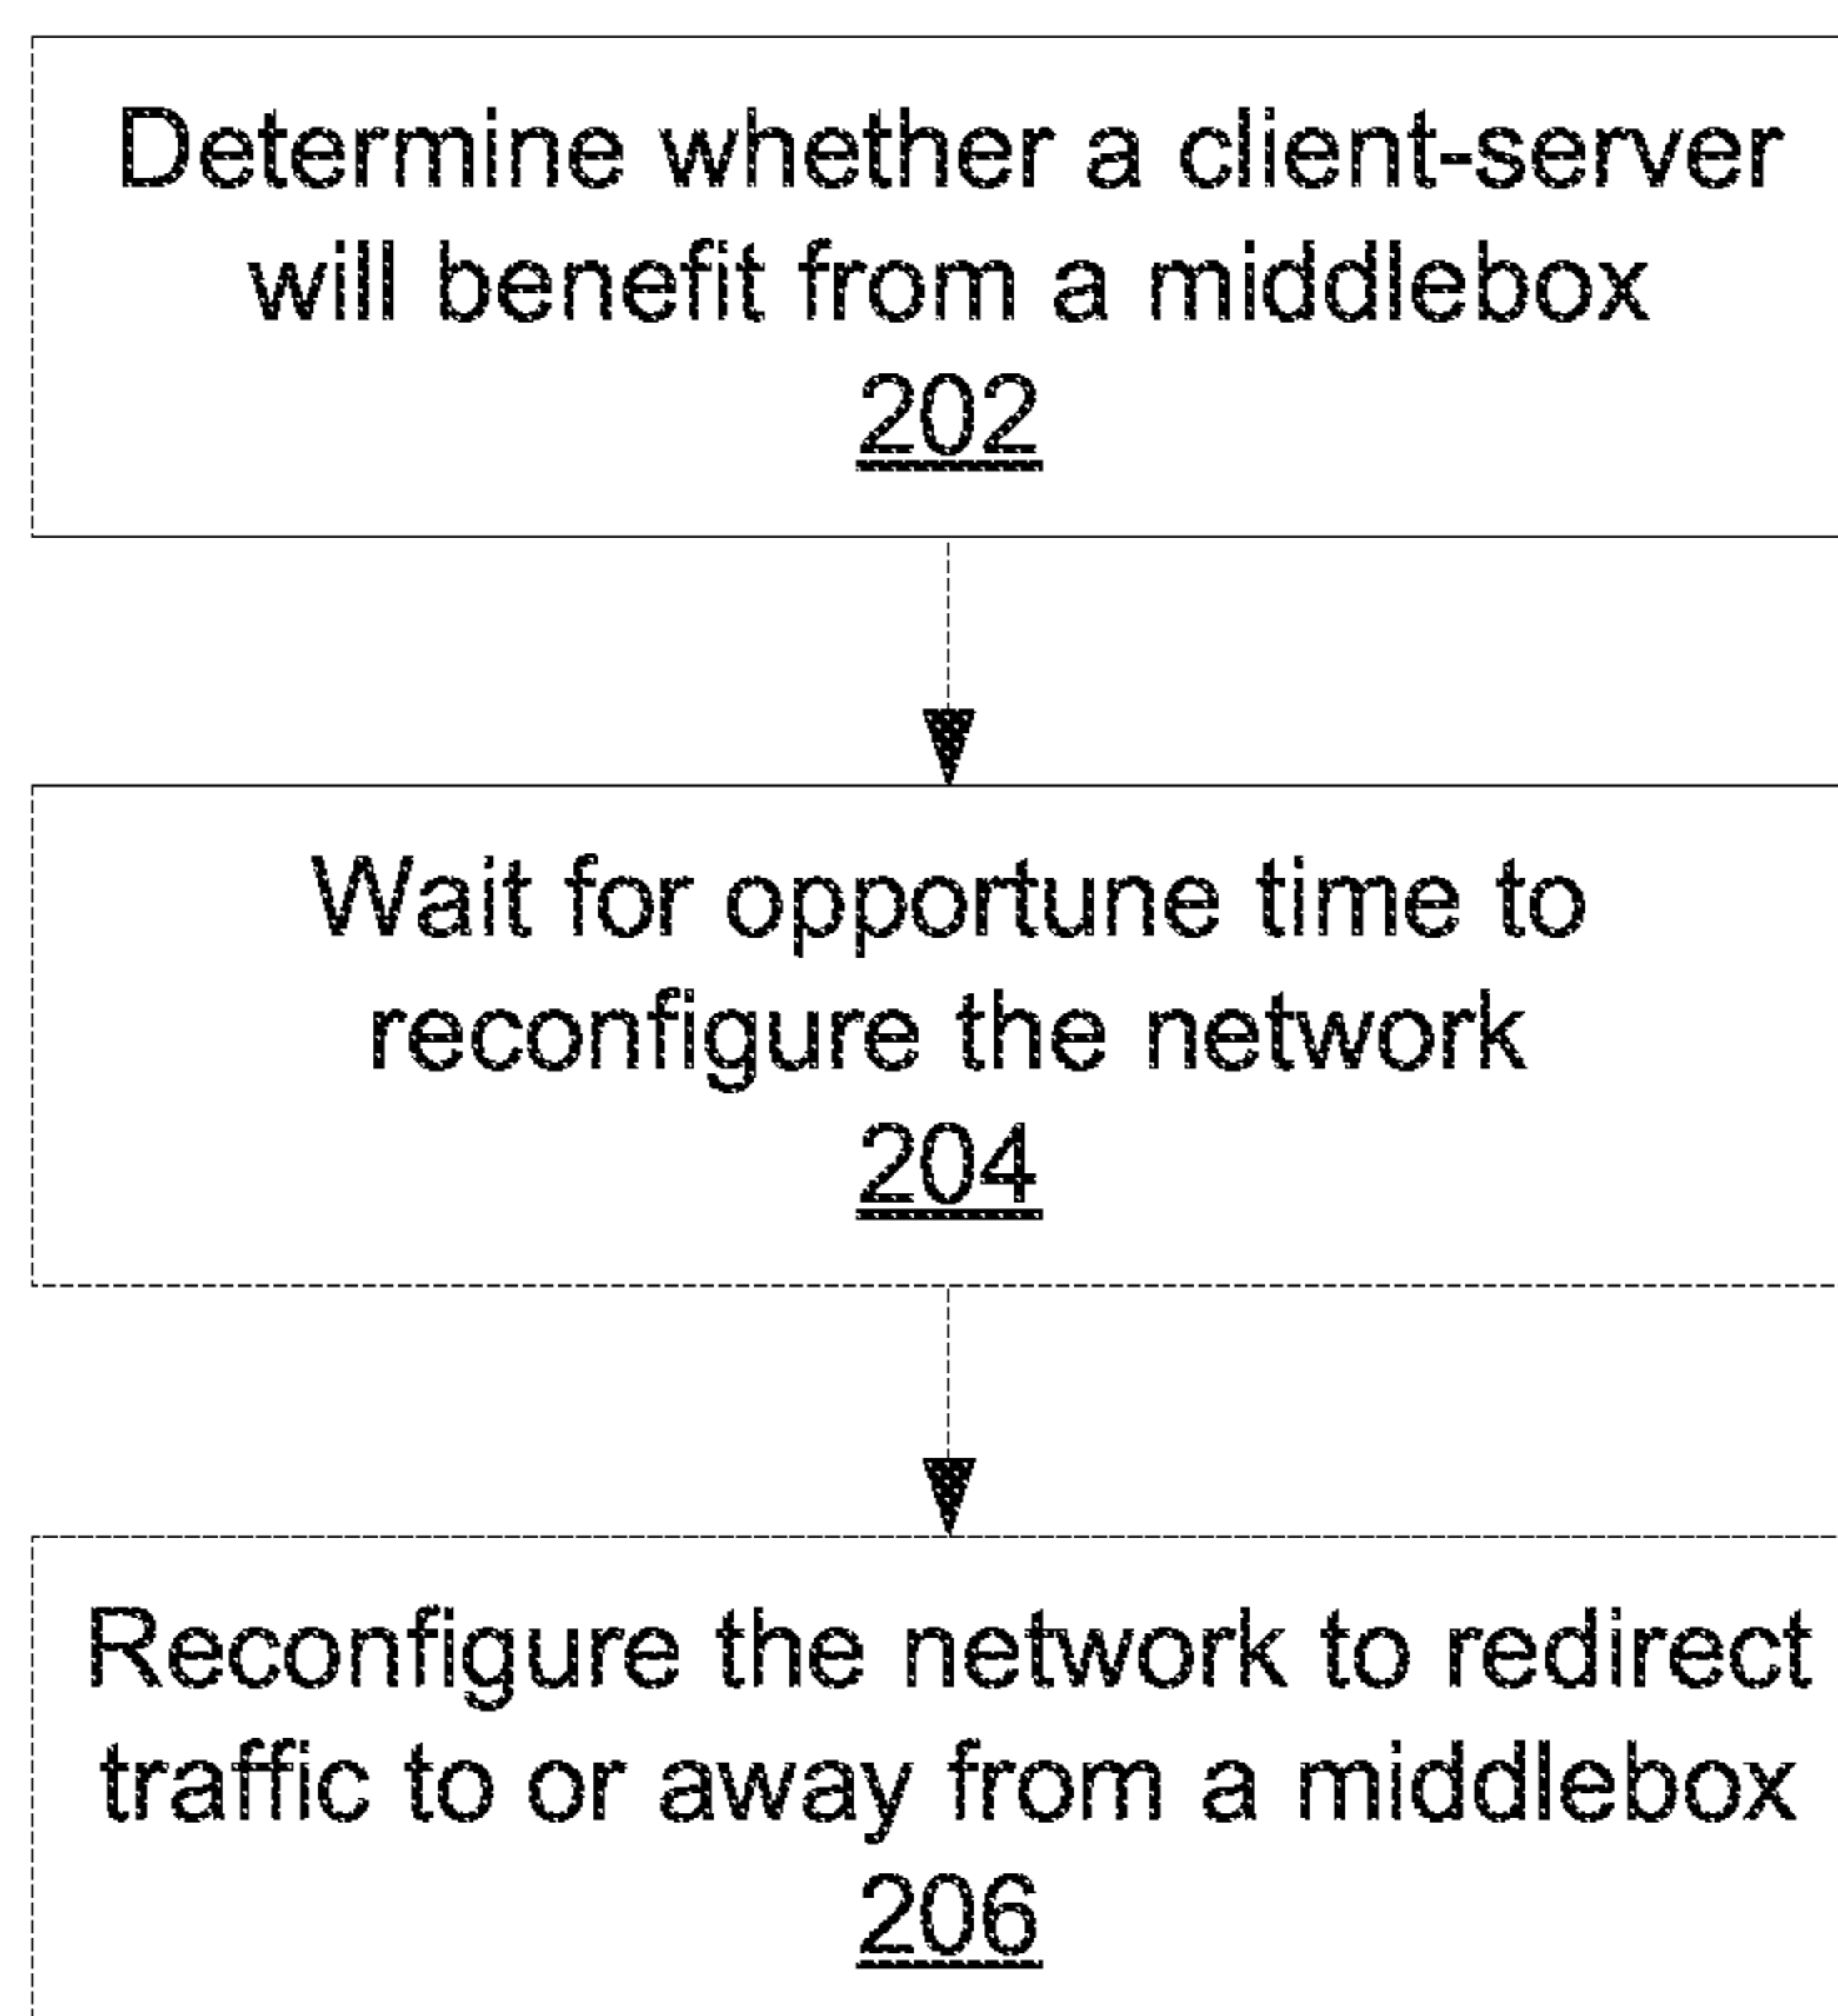 Determine whether a client-server
will benefit from a middlebox
202
Wait for opportune time to
reconfigure the network
204
Reconfigure the network to redirect
traffic to or away from a middlebox
206